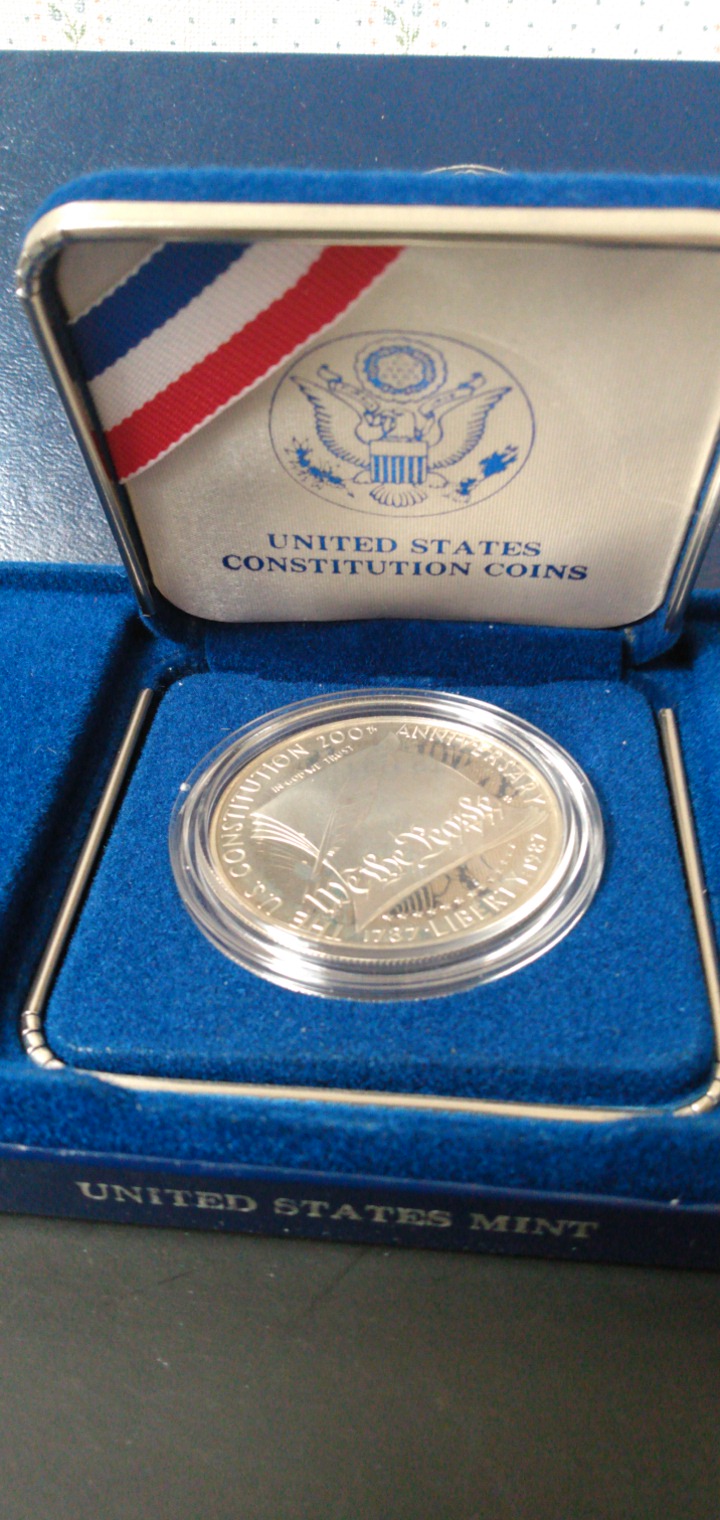 UNITED STATES
CONSTITUTION COINS
THE U.S. CONSTITUTION 200th ANNIVERSARY
IN GOD WE TRUST
We the People
1787 · LIBERTY · 1987
UNITED STATES MINT